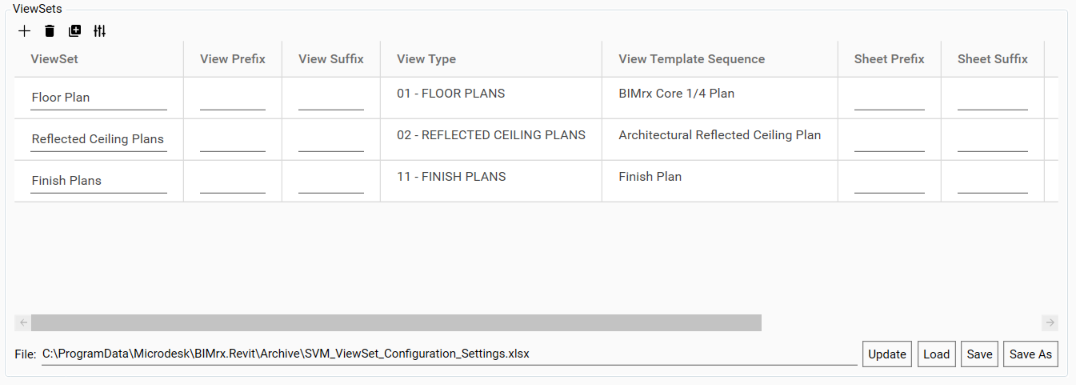 ViewSets
ViewSet View Prefix View Suffix View Type View Template Sequence Sheet Prefix Sheet Suffix
Floor Plan 01 - FLOOR PLANS BIMrx Core 1/4 Plan
Reflected Ceiling Plans 02 - REFLECTED CEILING PLANS Architectural Reflected Ceiling Plan
Finish Plans 11 - FINISH PLANS Finish Plan
File: C:\ProgramData\Microdesk\BIMrx.Revit\Archive\SVM_ViewSet_Configuration_Settings.xlsx Update Load Save Save As